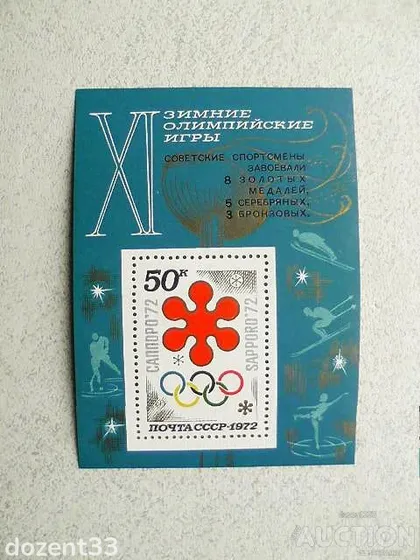 XI
ЗИМНИЕ
ОЛИМПИЙСКИЕ
ИГРЫ
СОВЕТСКИЕ СПОРТСМЕНЫ
ЗАВОЕВАЛИ
8 ЗОЛОТЫХ
МЕДАЛЕЙ,
5 СЕРЕБРЯНЫХ,
3 БРОНЗОВЫХ.
50К
САППОРО'72
SAPPORO'72
ПОЧТА СССР·1972
dozent33
AUCTION